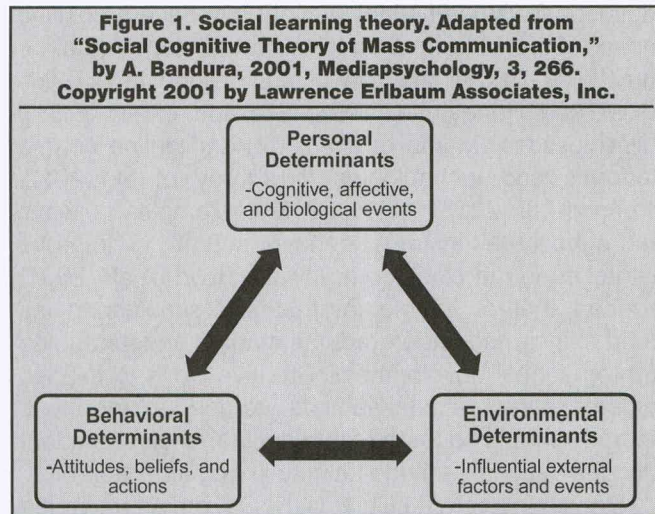 Figure 1. Social learning theory. Adapted from
“Social Cognitive Theory of Mass Communication,”
by A. Bandura, 2001, Mediapsychology, 3, 266.
Copyright 2001 by Lawrence Erlbaum Associates, Inc.
Personal
Determinants
-Cognitive, affective,
and biological events
Behavioral
Determinants
-Attitudes, beliefs, and
actions
Environmental
Determinants
-Influential external
factors and events